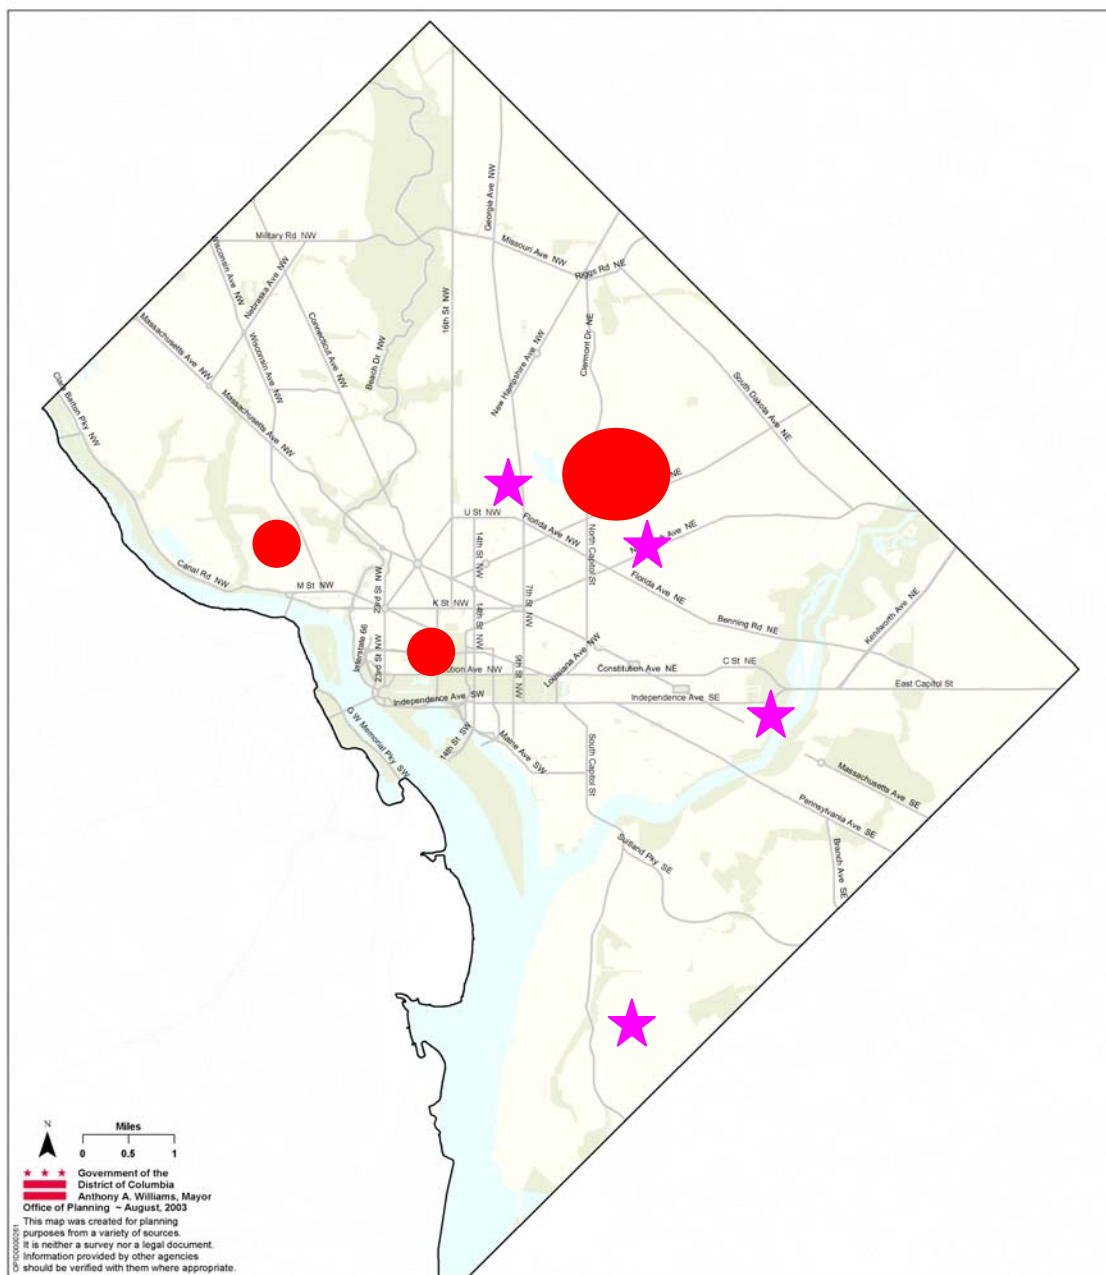 Georgia Ave NW
Missouri Ave NW
Military Rd NW
Riggs Rd NE
Wisconsin Ave NW
Nebraska Ave NW
16th St NW
Connecticut Ave NW
Massachusetts Ave NW
New Hampshire Ave NW
Clermont Dr NE
Beach Dr NW
Wisconsin Ave NW
South Dakota Ave NE
Clara Barton Pky NW
Massachusetts Ave NW
NE
U St NW
Florida Ave NW
North Capitol St
Ave NE
14th St NW
Canal Rd NW
M St NW
23rd St NW
K St NW
14th St NW
7th St NW
Florida Ave NE
Benning Rd NE
Kenilworth Ave NE
Interstate 66
23rd St NW
9th St NW
Louisiana Ave NW
Ave NW
Constitution Ave NE
C St NE
East Capitol St
Independence Ave SW
Independence Ave SE
G W Memorial Pky SW
14th St SW
Maine Ave SW
South Capitol St
Massachusetts Ave SE
Pennsylvania Ave SE
Branch Ave SE
Suitland Pky SE
N
Miles
0 0.5 1
Government of the
District of Columbia
Anthony A. Williams, Mayor
Office of Planning ~ August, 2003
This map was created for planning
purposes from a variety of sources.
It is neither a survey nor a legal document.
Information provided by other agencies
should be verified with them where appropriate.